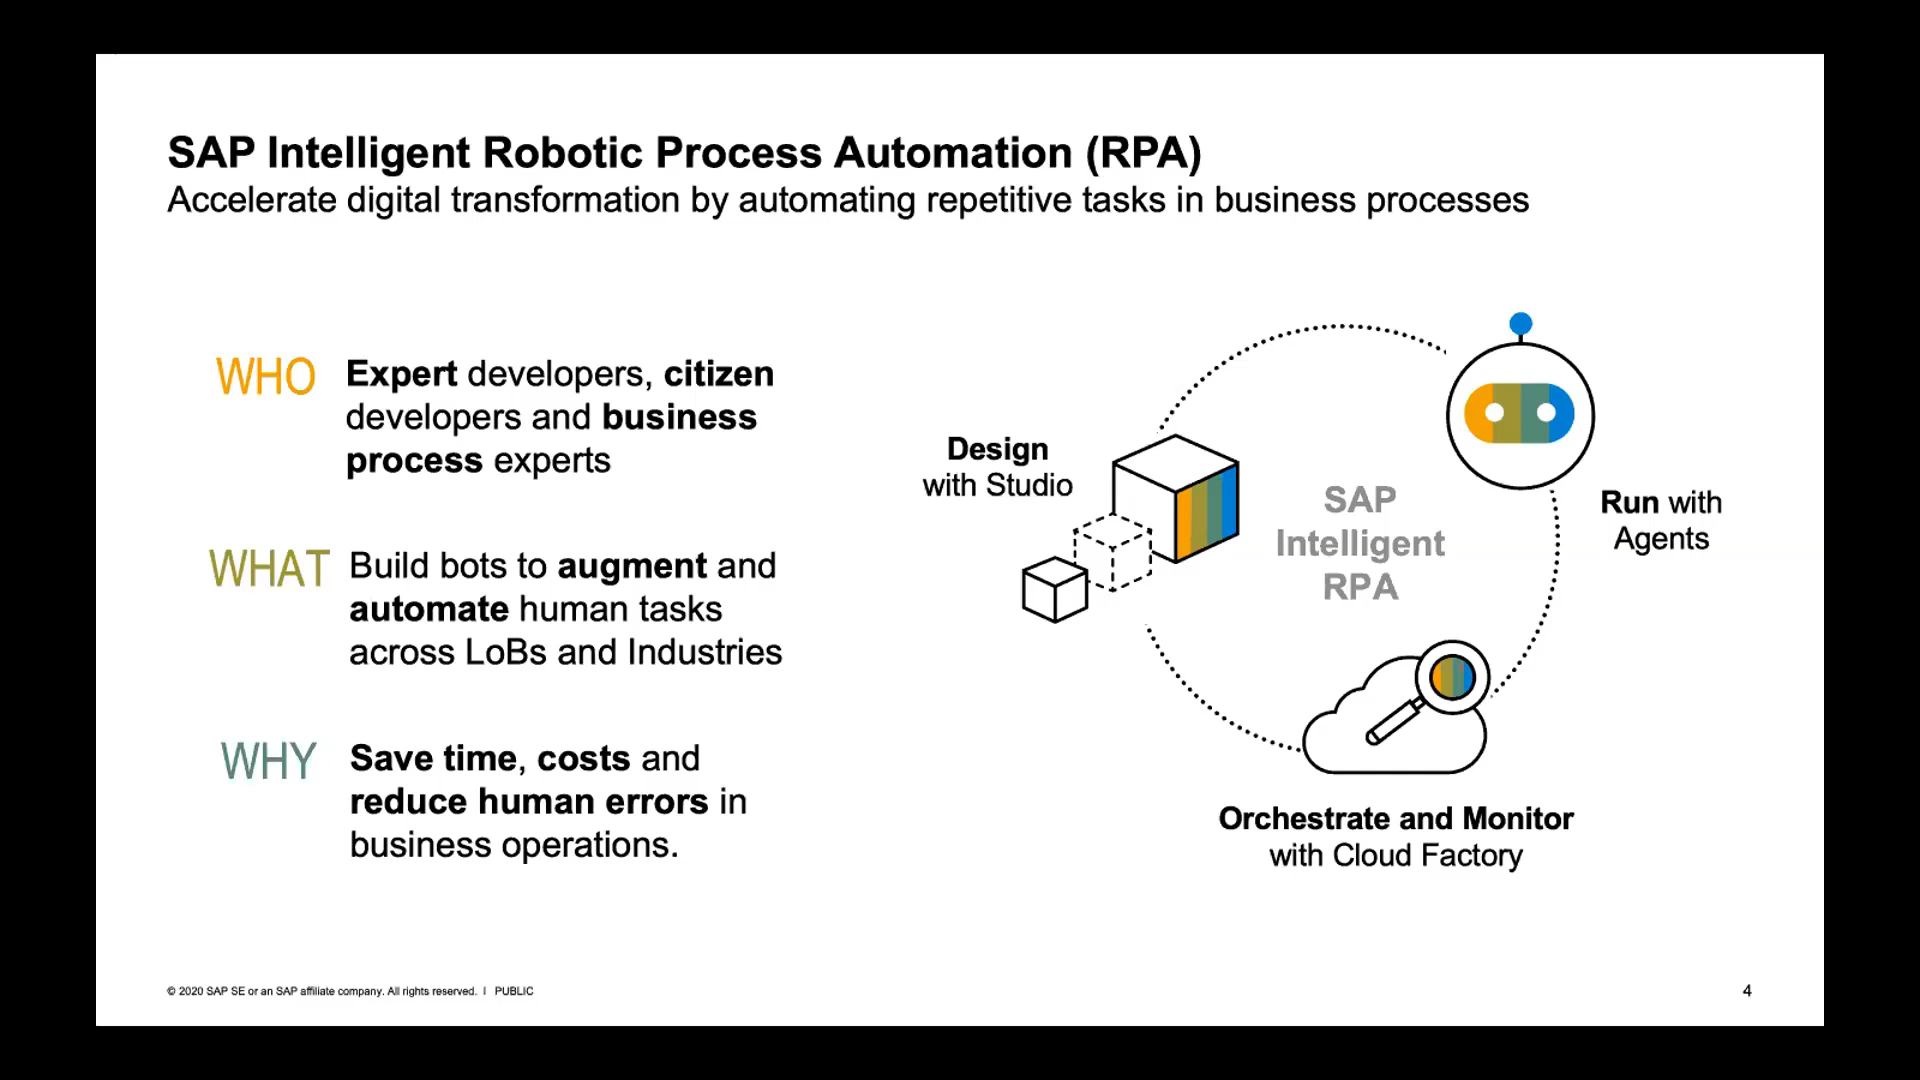 SAP Intelligent Robotic Process Automation (RPA)
Accelerate digital transformation by automating repetitive tasks in business processes
WHO
Expert developers, citizen
developers and business
process experts
WHAT
Build bots to augment and
automate human tasks
across LoBs and Industries
WHY
Save time, costs and
reduce human errors in
business operations.
Design
with Studio
SAP
Intelligent
RPA
Run with
Agents
Orchestrate and Monitor
with Cloud Factory
© 2020 SAP SE or an SAP affiliate company. All rights reserved. | PUBLIC
4